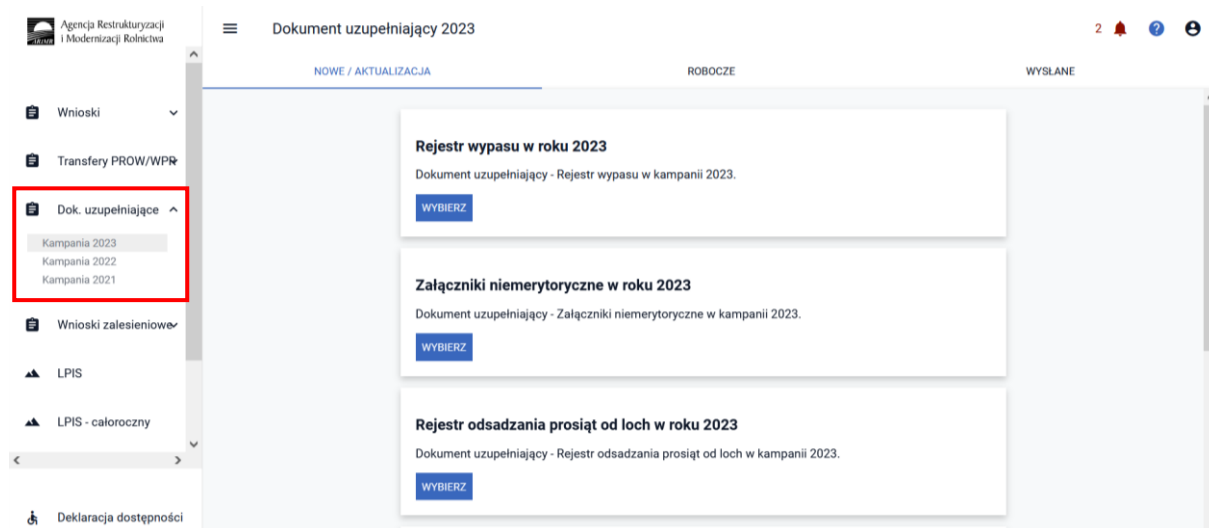 Agencja Restrukturyzacji
i Modernizacji Rolnictwa
Wnioski
Transfery PROW/WPR
Dok. uzupełniające
Kampania 2023
Kampania 2022
Kampania 2021
Wnioski zalesieniowe
LPIS
LPIS - całoroczny
Deklaracja dostępności
Dokument uzupełniający 2023
2
NOWE / AKTUALIZACJA
ROBOCZE
WYSŁANE
Rejestr wypasu w roku 2023
Dokument uzupełniający - Rejestr wypasu w kampanii 2023.
WYBIERZ
Załączniki niemerytoryczne w roku 2023
Dokument uzupełniający - Załączniki niemerytoryczne w kampanii 2023.
WYBIERZ
Rejestr odsadzania prosiąt od loch w roku 2023
Dokument uzupełniający - Rejestr odsadzania prosiąt od loch w kampanii 2023.
WYBIERZ